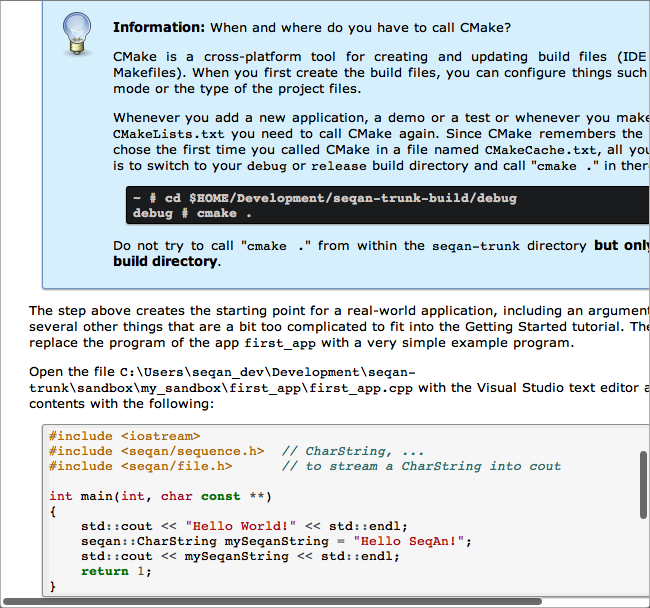 Information: When and where do you have to call CMake?
CMake is a cross-platform tool for creating and updating build files (IDE
Makefiles). When you first create the build files, you can configure things such
mode or the type of the project files.
Whenever you add a new application, a demo or a test or whenever you make
CMakeLists.txt you need to call CMake again. Since CMake remembers the
chose the first time you called CMake in a file named CMakeCache.txt, all you
is to switch to your debug or release build directory and call "cmake ." in ther
~ # cd $HOME/Development/seqan-trunk-build/debug
debug # cmake .
Do not try to call "cmake ." from within the seqan-trunk directory but only
build directory.
The step above creates the starting point for a real-world application, including an argument
several other things that are a bit too complicated to fit into the Getting Started tutorial. The
replace the program of the app first_app with a very simple example program.
Open the file C:\Users\seqan_dev\Development\seqan-
trunk\sandbox\my_sandbox\first_app\first_app.cpp with the Visual Studio text editor a
contents with the following:
#include <iostream>
#include <seqan/sequence.h>  // CharString, ...
#include <seqan/file.h>      // to stream a CharString into cout
int main(int, char const **)
{
    std::cout << "Hello World!" << std::endl;
    seqan::CharString mySeqanString = "Hello SeqAn!";
    std::cout << mySeqanString << std::endl;
    return 1;
}